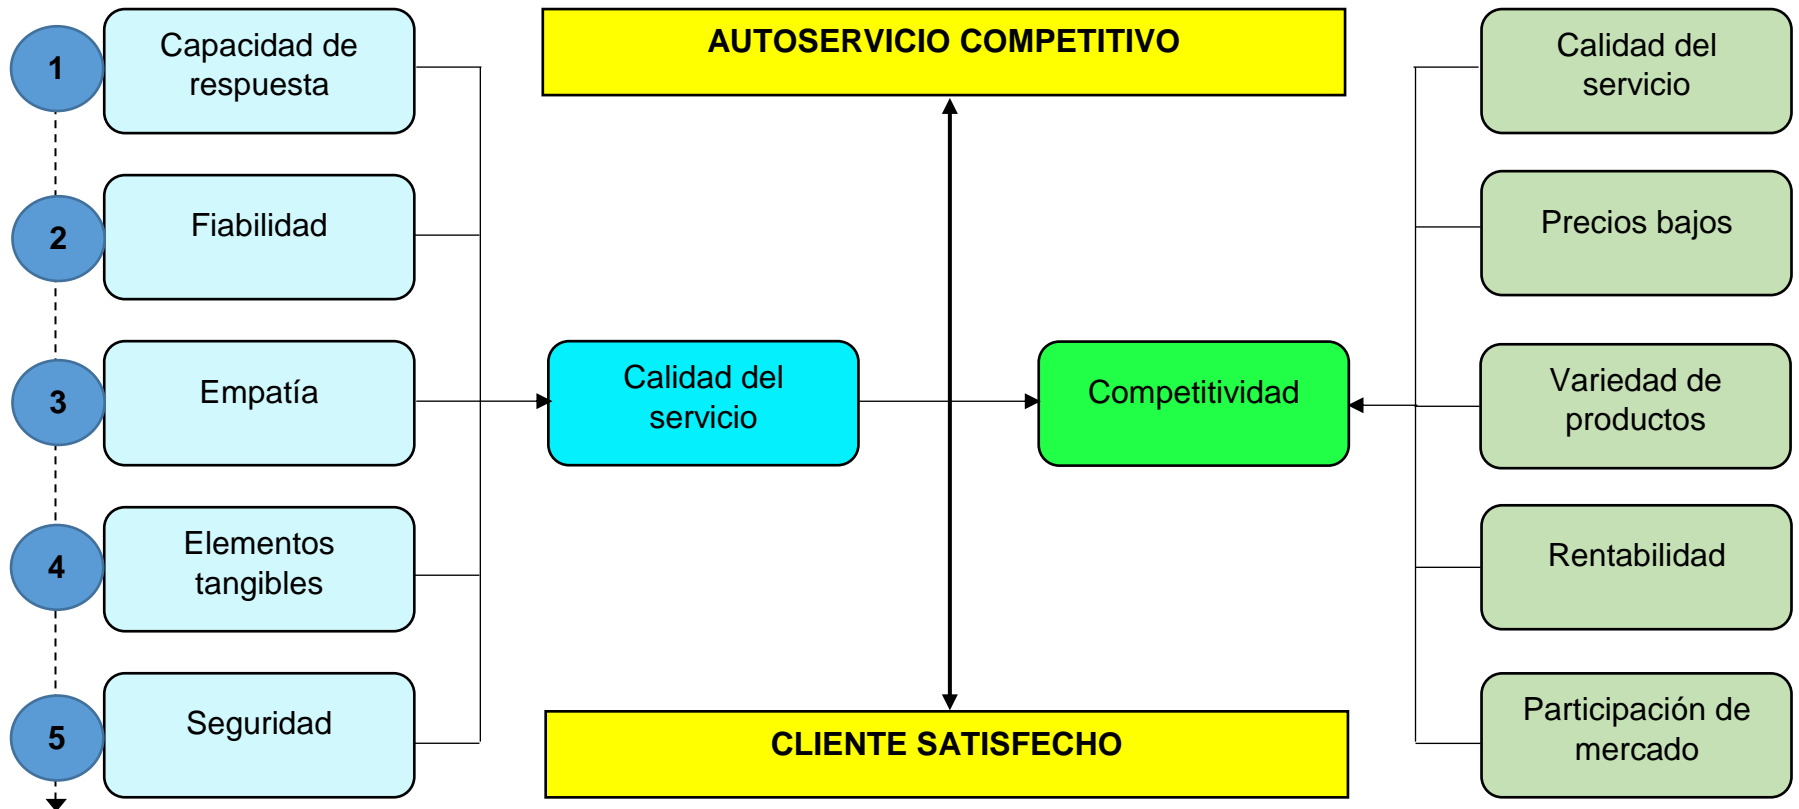 1
Capacidad de
respuesta
2
Fiabilidad
3
Empatía
4
Elementos
tangibles
5
Seguridad
AUTOSERVICIO COMPETITIVO
Calidad del
servicio
Competitividad
CLIENTE SATISFECHO
Calidad del
servicio
Precios bajos
Variedad de
productos
Rentabilidad
Participación de
mercado